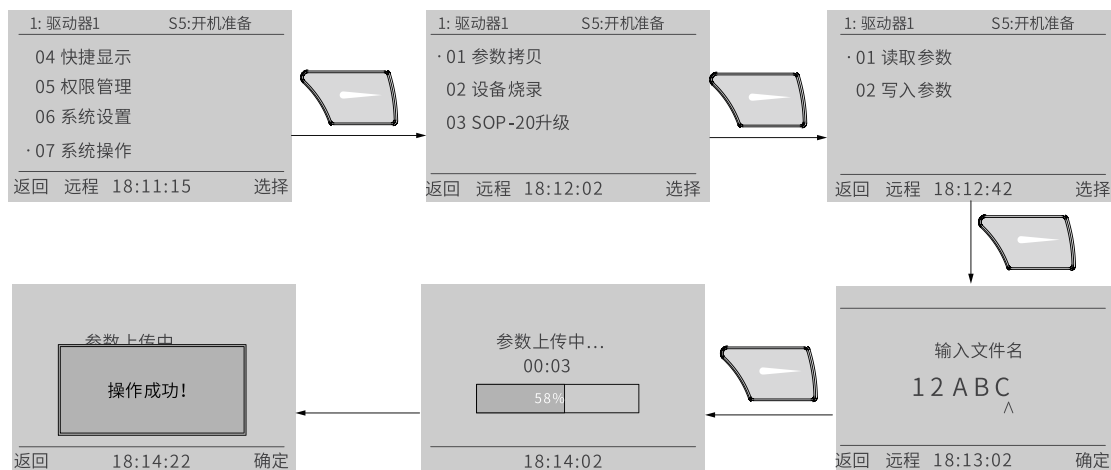 1: 驱动器1 S5:开机准备
04 快捷显示
05 权限管理
06 系统设置
·07 系统操作
返回 远程 18:11:15 选择
1: 驱动器1 S5:开机准备
·01 参数拷贝
02 设备烧录
03 SOP-20升级
返回 远程 18:12:02 选择
1: 驱动器1 S5:开机准备
·01 读取参数
02 写入参数
返回 远程 18:12:42 选择
参数上传中
操作成功!
返回 18:14:22 确定
参数上传中...
00:03
58%
18:14:02
输入文件名
12ABC
^
返回 远程 18:13:02 确定